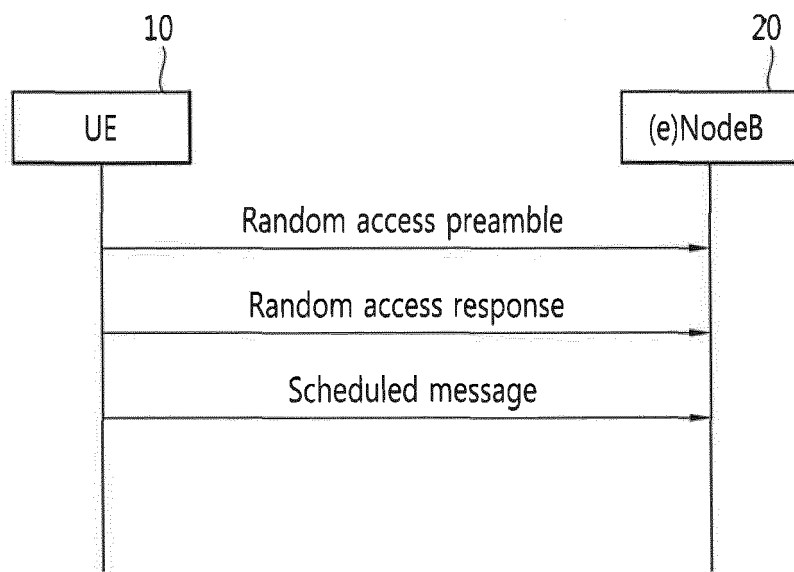 10
20
UE
(e)NodeB
Random access preamble
Random access response
Scheduled message